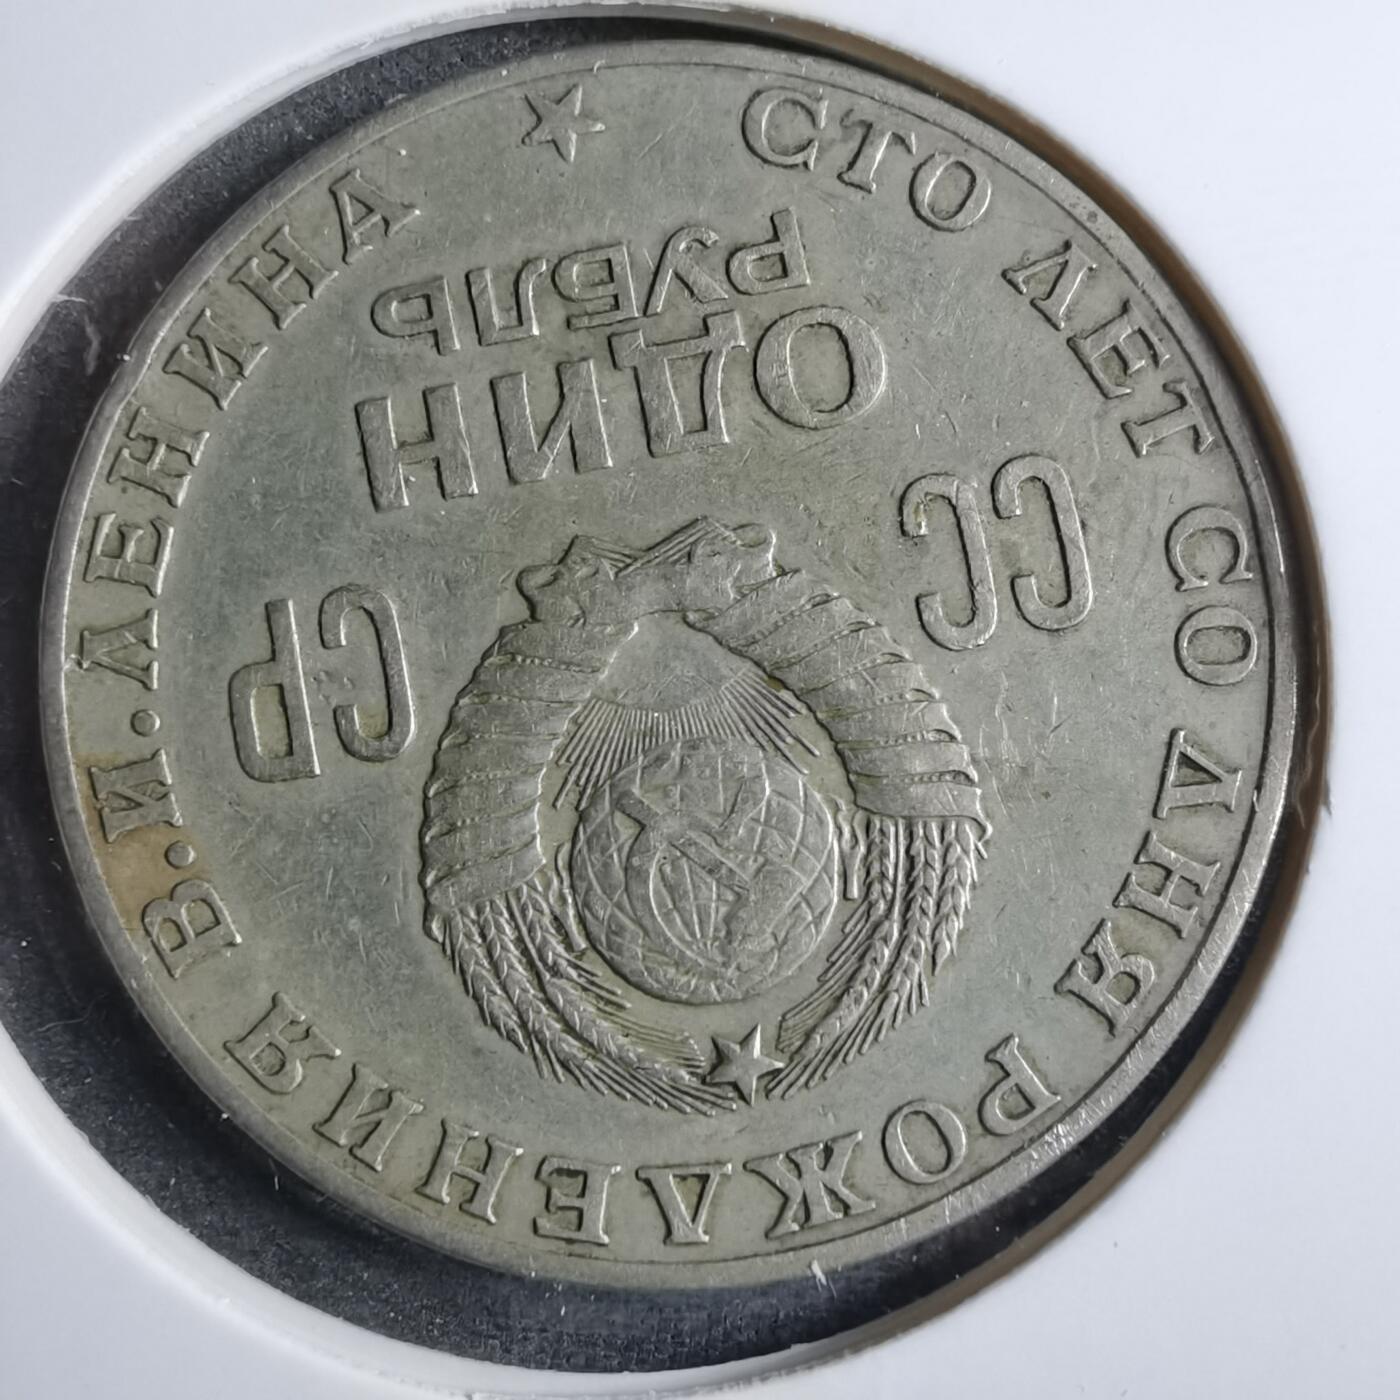 СТО ЛЕТ СО ДНЯ РОЖДЕНИЯ В.И.ЛЕНИНА
СС СР
ОДИН
РУБЛЬ